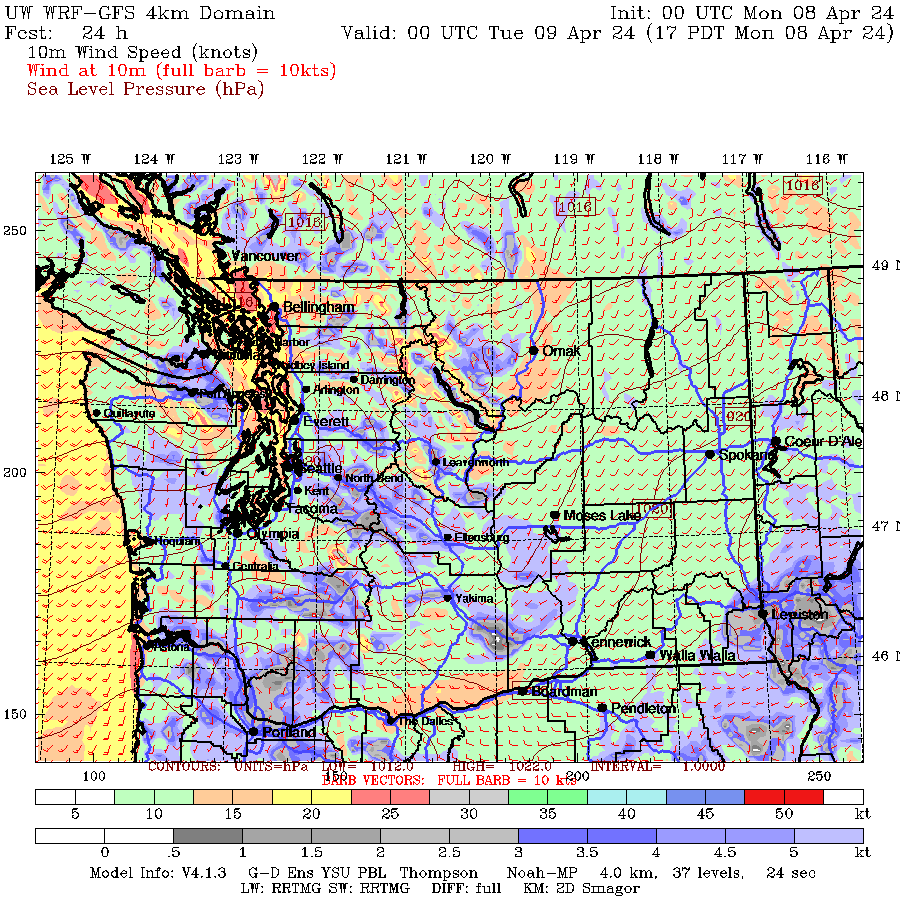 UW WRF-GFS 4km Domain Init: 00 UTC Mon 08 Apr 24
Fcst: 24 h Valid: 00 UTC Tue 09 Apr 24 (17 PDT Mon 08 Apr 24)
10m Wind Speed (knots)
Wind at 10m (full barb = 10kts)
Sea Level Pressure (hPa)
125 W 124 W 123 W 122 W 121 W 120 W 119 W 118 W 117 W 116 W
1016
1016
1016
250
Vancouver
49 N
1016
Bellingham
Omak
Darrington
Arlington
48 N
Quillayute
1020
Everett
Coeur D'Ale
Spokane
Leavenworth
Seattle
200
North Bend
Kent
Tacoma
1020
Moses Lake
47 N
Olympia
Hoquiam
Ellensburg
Centralia
Yakima
Lewiston
Kennewick
Astoria
Walla Walla
46 N
Boardman
Pendleton
150
The Dalles
Portland
CONTOURS: UNITS=hPa LOW= 1012.0 HIGH= 1022.0 INTERVAL= 1.0000
100 150 200 250
BARB VECTORS: FULL BARB = 10 kts
5 10 15 20 25 30 35 40 45 50 kt
0 .5 1 1.5 2 2.5 3 3.5 4 4.5 5 kt
Model Info: V4.1.3 G-D Ens YSU PBL Thompson Noah-MP 4.0 km, 37 levels, 24 sec
LW: RRTMG SW: RRTMG DIFF: full KM: 2D Smagor